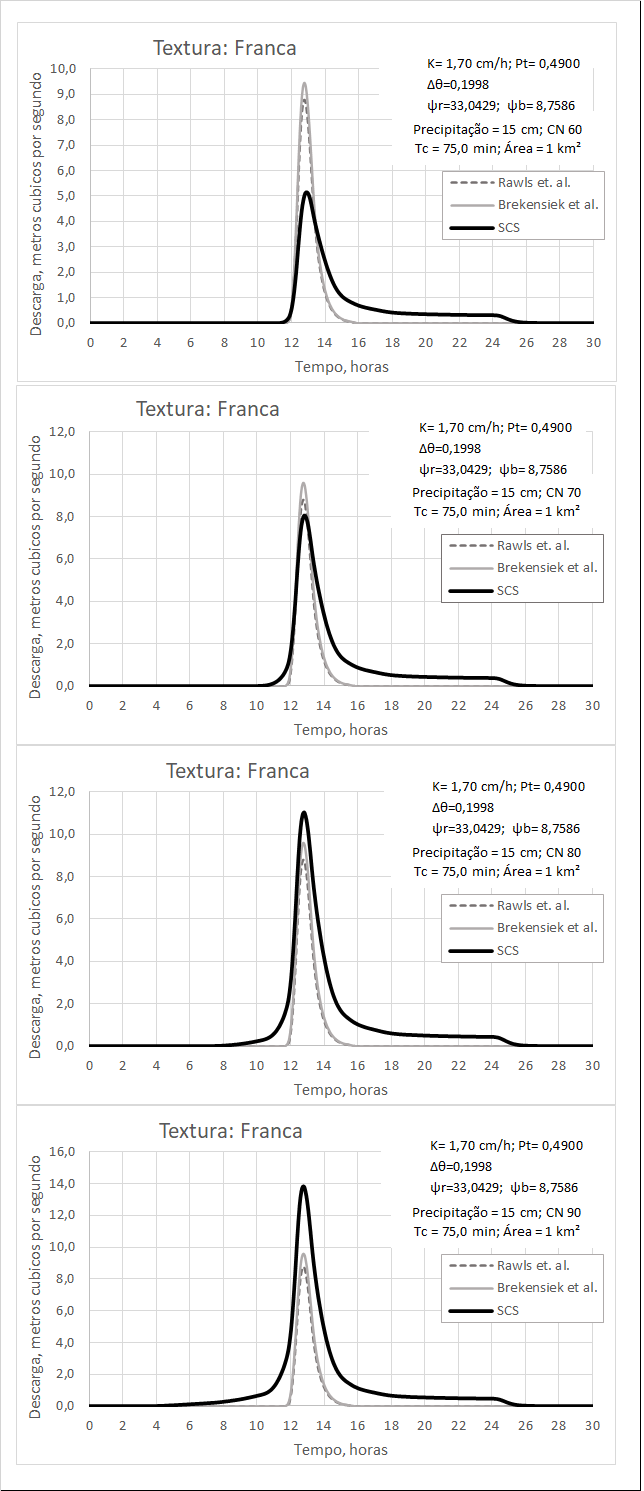 Textura: Franca
K= 1,70 cm/h; Pt= 0,4900
Δθ=0,1998
ψr=33,0429; ψb= 8,7586
Precipitação = 15 cm; CN 60
Tc = 75,0 min; Área = 1 km²
Rawls et. al.
Brekensiek et al.
SCS
Descarga, metros cubicos por segundo
10,0
9,0
8,0
7,0
6,0
5,0
4,0
3,0
2,0
1,0
0,0
0 2 4 6 8 10 12 14 16 18 20 22 24 26 28 30
Tempo, horas
Textura: Franca
K= 1,70 cm/h; Pt= 0,4900
Δθ=0,1998
ψr=33,0429; ψb= 8,7586
Precipitação = 15 cm; CN 70
Tc = 75,0 min; Área = 1 km²
Rawls et. al.
Brekensiek et al.
SCS
Descarga, metros cubicos por segundo
12,0
10,0
8,0
6,0
4,0
2,0
0,0
0 2 4 6 8 10 12 14 16 18 20 22 24 26 28 30
Tempo, horas
Textura: Franca
K= 1,70 cm/h; Pt= 0,4900
Δθ=0,1998
ψr=33,0429; ψb= 8,7586
Precipitação = 15 cm; CN 80
Tc = 75,0 min; Área = 1 km²
Rawls et. al.
Brekensiek et al.
SCS
Descarga, metros cubicos por segundo
12,0
10,0
8,0
6,0
4,0
2,0
0,0
0 2 4 6 8 10 12 14 16 18 20 22 24 26 28 30
Tempo, horas
Textura: Franca
K= 1,70 cm/h; Pt= 0,4900
Δθ=0,1998
ψr=33,0429; ψb= 8,7586
Precipitação = 15 cm; CN 90
Tc = 75,0 min; Área = 1 km²
Rawls et. al.
Brekensiek et al.
SCS
Descarga, metros cubicos por segundo
16,0
14,0
12,0
10,0
8,0
6,0
4,0
2,0
0,0
0 2 4 6 8 10 12 14 16 18 20 22 24 26 28 30
Tempo, horas